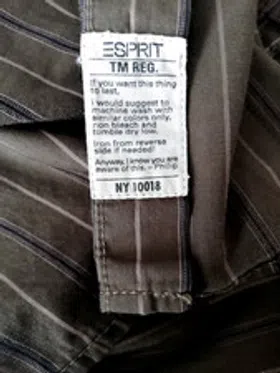 ESPRIT
TM REG.
If you want this thing
to last,
I would suggest to
machine wash with
similar colors only,
non bleach and
tumble dry low.
Iron from reverse
side if needed!
Anyway, I know you are
aware of this. – Philip
NY 10018